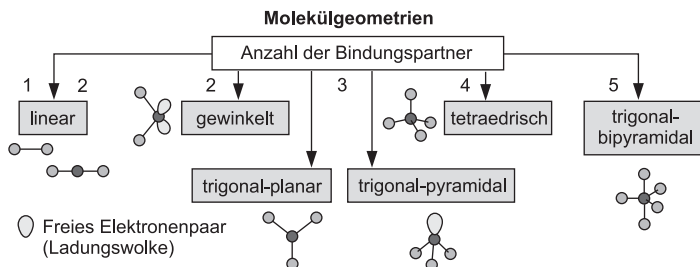 Molekülgeometrien
Anzahl der Bindungspartner
1 2 2 3 4 5
linear
gewinkelt
tetraedrisch
trigonal-
bipyramidal
trigonal-planar
trigonal-pyramidal
Freies Elektronenpaar
(Ladungswolke)